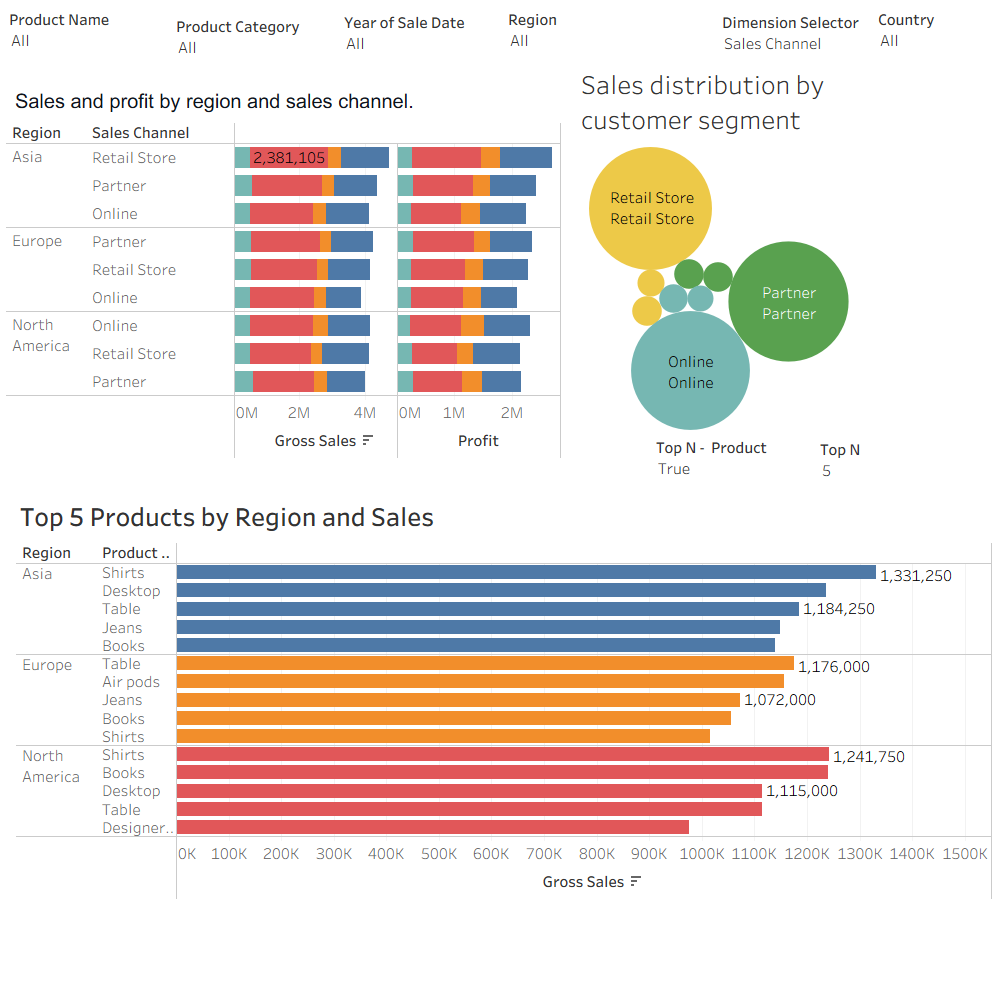 Product Name
All
Product Category
All
Year of Sale Date
All
Region
All
Dimension Selector
Sales Channel
Country
All
Sales and profit by region and sales channel.
Region Sales Channel
Asia Retail Store 2,381,105
Partner
Online
Europe Partner
Retail Store
Online
North Online
America Retail Store
Partner
0M 2M 4M 0M 1M 2M
Gross Sales Profit
Sales distribution by
customer segment
Retail Store
Retail Store
Partner
Partner
Online
Online
Top N - Product
True
Top N
5
Top 5 Products by Region and Sales
Region Product ..
Asia Shirts 1,331,250
Desktop
Table 1,184,250
Jeans
Books
Europe Table 1,176,000
Air pods
Jeans 1,072,000
Books
Shirts
North Shirts 1,241,750
America Books
Desktop 1,115,000
Table
Designer..
0K 100K 200K 300K 400K 500K 600K 700K 800K 900K 1000K 1100K 1200K 1300K 1400K 1500K
Gross Sales